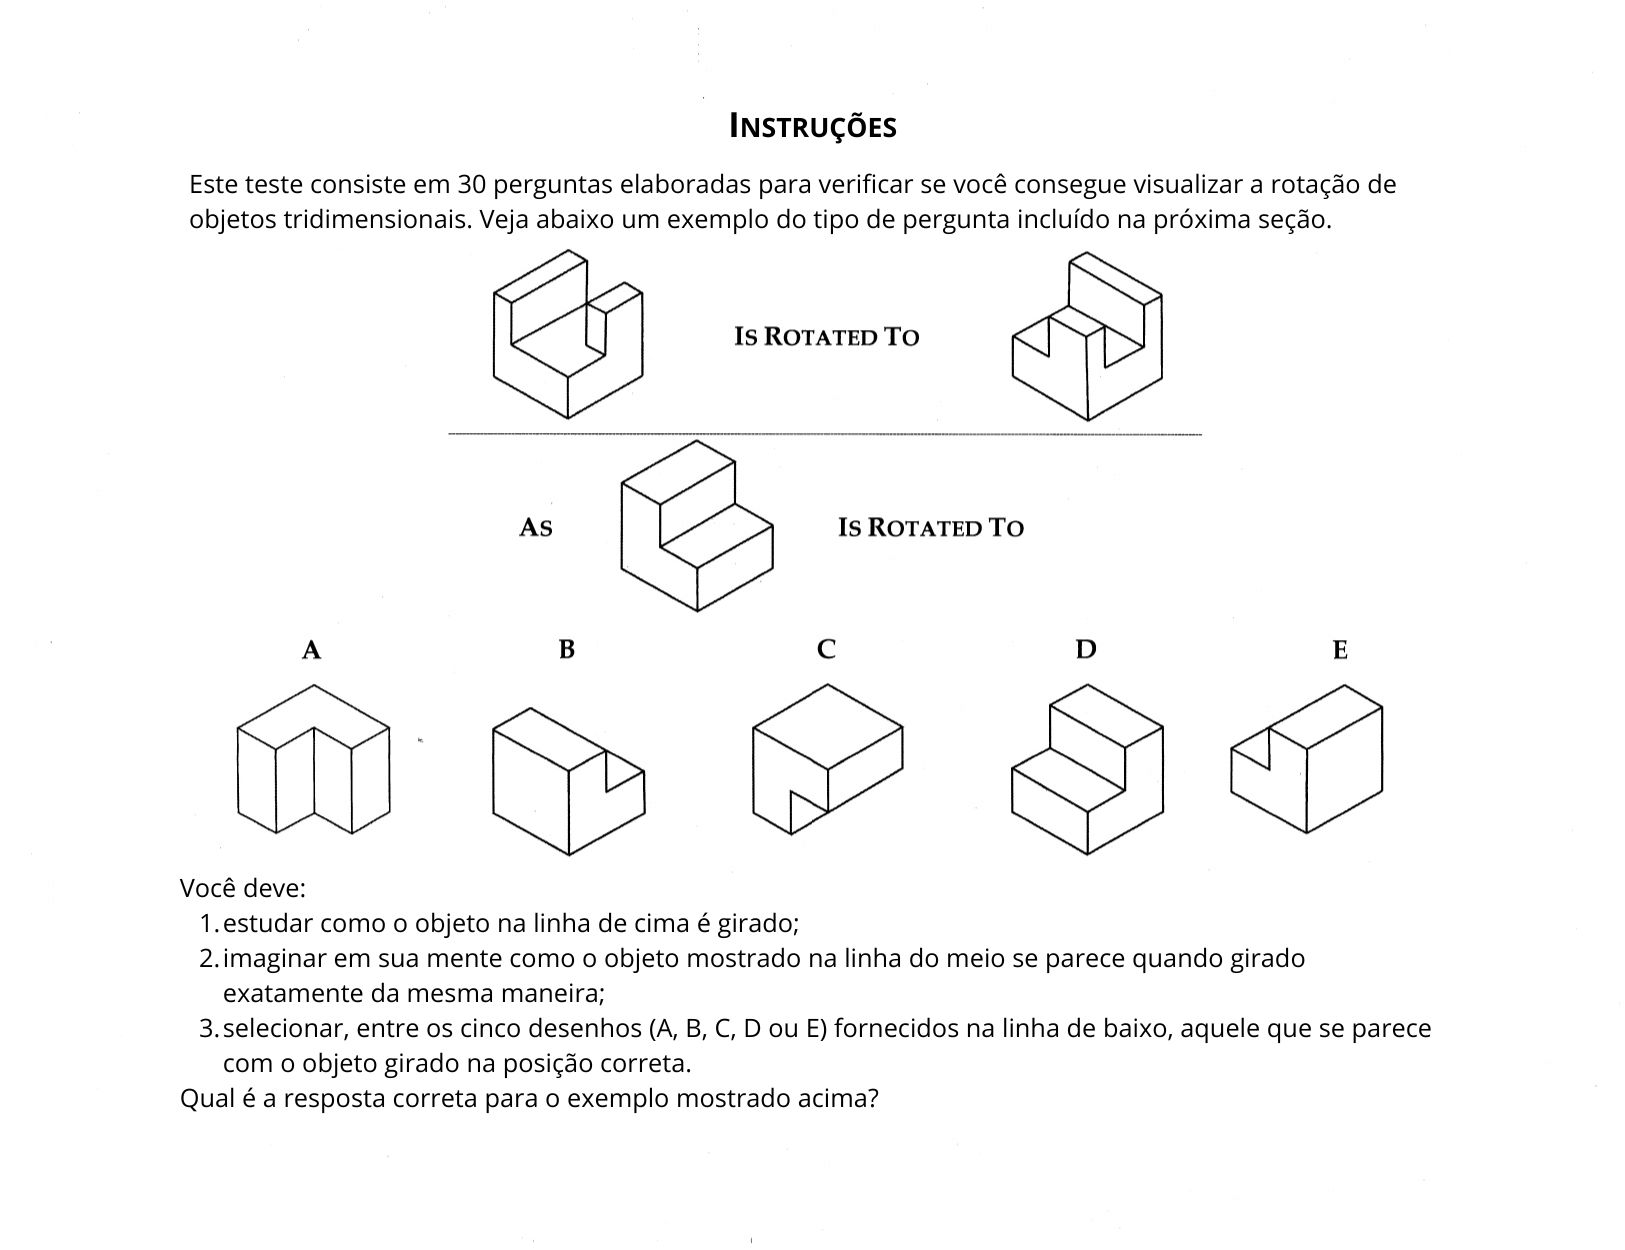 INSTRUÇÕES
Este teste consiste em 30 perguntas elaboradas para verificar se você consegue visualizar a rotação de
objetos tridimensionais. Veja abaixo um exemplo do tipo de pergunta incluído na próxima seção.
IS ROTATED TO
AS IS ROTATED TO
A B C D E
Você deve:
1. estudar como o objeto na linha de cima é girado;
2. imaginar em sua mente como o objeto mostrado na linha do meio se parece quando girado
exatamente da mesma maneira;
3. selecionar, entre os cinco desenhos (A, B, C, D ou E) fornecidos na linha de baixo, aquele que se parece
com o objeto girado na posição correta.
Qual é a resposta correta para o exemplo mostrado acima?